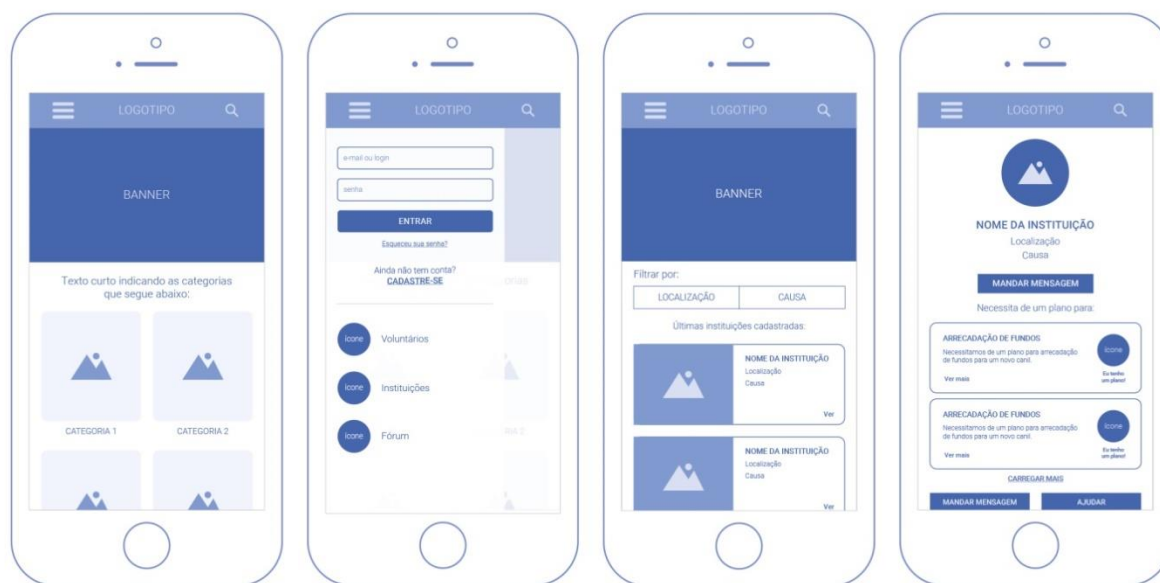 LOGOTIPO
BANNER
Texto curto indicando as categorias
que segue abaixo:
CATEGORIA 1
CATEGORIA 2
LOGOTIPO
e-mail ou login
senha
ENTRAR
Esqueceu sua senha?
Ainda não tem conta?
CADASTRE-SE
ícone
Voluntários
ícone
Instituições
ícone
Fórum
LOGOTIPO
BANNER
Filtrar por:
LOCALIZAÇÃO
CAUSA
Últimas instituições cadastradas:
NOME DA INSTITUIÇÃO
Localização
Causa
Ver
NOME DA INSTITUIÇÃO
Localização
Causa
Ver
LOGOTIPO
NOME DA INSTITUIÇÃO
Localização
Causa
MANDAR MENSAGEM
Necessita de um plano para:
ARRECADAÇÃO DE FUNDOS
Necessitamos de um plano para arrecadação
de fundos para um novo canil.
Ver mais
ícone
Eu tenho
um plano!
ARRECADAÇÃO DE FUNDOS
Necessitamos de um plano para arrecadação
de fundos para um novo canil.
Ver mais
ícone
Eu tenho
um plano!
CARREGAR MAIS
MANDAR MENSAGEM
AJUDAR